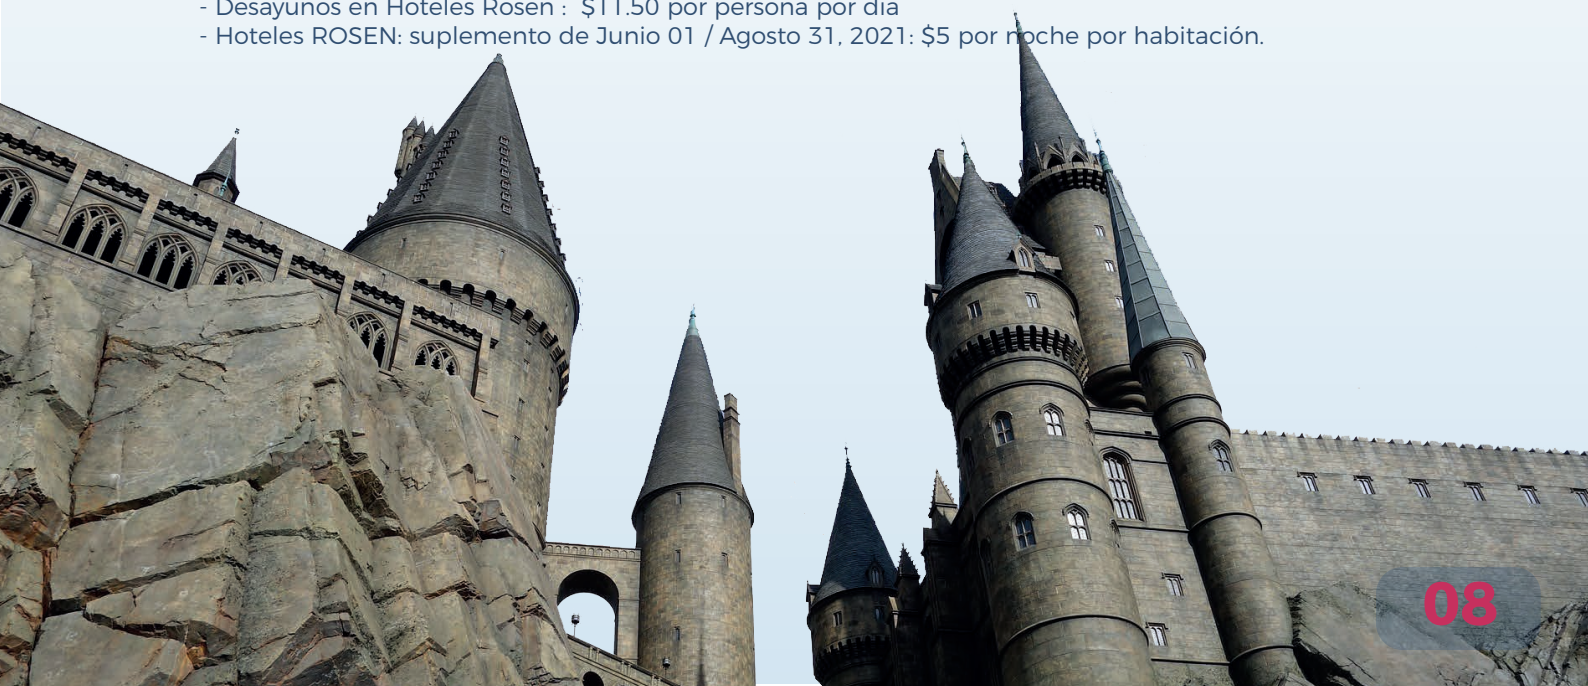 - Desayunos en Hoteles Rosen : $11.50 por persona por día
- Hoteles ROSEN: suplemento de Junio 01 / Agosto 31, 2021: $5 por noche por habitación.
08